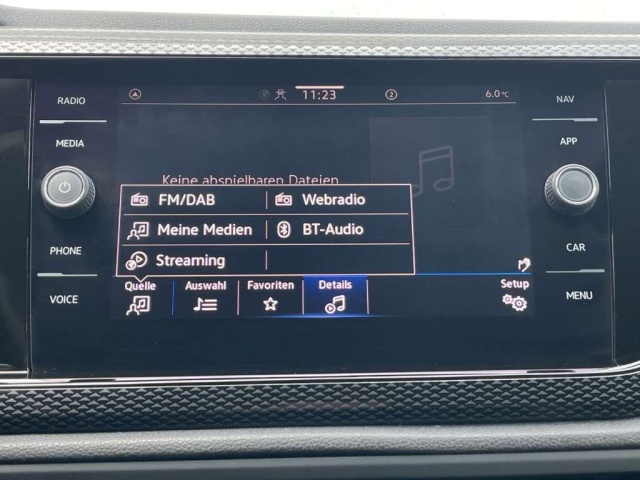 RADIO
MEDIA
PHONE
VOICE
11:23
2
6.0 °C
Keine abspielbaren Dateien
FM/DAB
Webradio
Meine Medien
BT-Audio
Streaming
Quelle
Auswahl
Favoriten
Details
Setup
NAV
APP
CAR
MENU